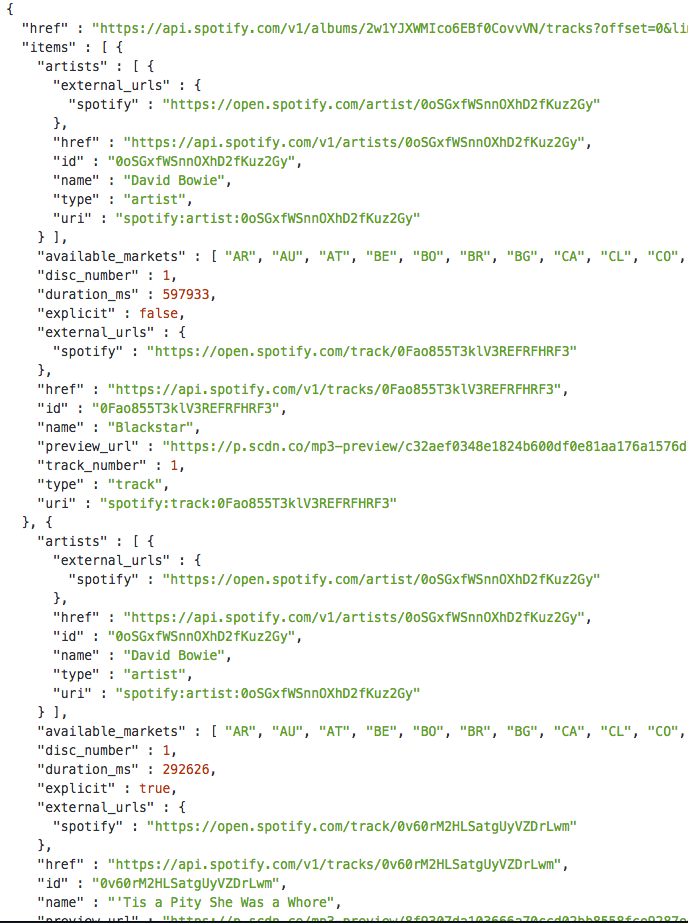 {
"href" : "https://api.spotify.com/v1/albums/2w1YJXWMIco6EBf0CovvVN/tracks?offset=0&li
"items" : [ {
"artists" : [ {
"external_urls" : {
"spotify" : "https://open.spotify.com/artist/0oSGxfWSnnOXhD2fKuz2Gy"
},
"href" : "https://api.spotify.com/v1/artists/0oSGxfWSnnOXhD2fKuz2Gy",
"id" : "0oSGxfWSnnOXhD2fKuz2Gy",
"name" : "David Bowie",
"type" : "artist",
"uri" : "spotify:artist:0oSGxfWSnnOXhD2fKuz2Gy"
} ],
"available_markets" : [ "AR", "AU", "AT", "BE", "BO", "BR", "BG", "CA", "CL", "CO",
"disc_number" : 1,
"duration_ms" : 597933,
"explicit" : false,
"external_urls" : {
"spotify" : "https://open.spotify.com/track/0Fao855T3klV3REFRFHRF3"
},
"href" : "https://api.spotify.com/v1/tracks/0Fao855T3klV3REFRFHRF3",
"id" : "0Fao855T3klV3REFRFHRF3",
"name" : "Blackstar",
"preview_url" : "https://p.scdn.co/mp3-preview/c32aef0348e1824b600df0e81aa176a1576d
"track_number" : 1,
"type" : "track",
"uri" : "spotify:track:0Fao855T3klV3REFRFHRF3"
}, {
"artists" : [ {
"external_urls" : {
"spotify" : "https://open.spotify.com/artist/0oSGxfWSnnOXhD2fKuz2Gy"
},
"href" : "https://api.spotify.com/v1/artists/0oSGxfWSnnOXhD2fKuz2Gy",
"id" : "0oSGxfWSnnOXhD2fKuz2Gy",
"name" : "David Bowie",
"type" : "artist",
"uri" : "spotify:artist:0oSGxfWSnnOXhD2fKuz2Gy"
} ],
"available_markets" : [ "AR", "AU", "AT", "BE", "BO", "BR", "BG", "CA", "CL", "CO",
"disc_number" : 1,
"duration_ms" : 292626,
"explicit" : true,
"external_urls" : {
"spotify" : "https://open.spotify.com/track/0v60rM2HLSatgUyVZDrLwm"
},
"href" : "https://api.spotify.com/v1/tracks/0v60rM2HLSatgUyVZDrLwm",
"id" : "0v60rM2HLSatgUyVZDrLwm",
"name" : "'Tis a Pity She Was a Whore",
"preview_url" :